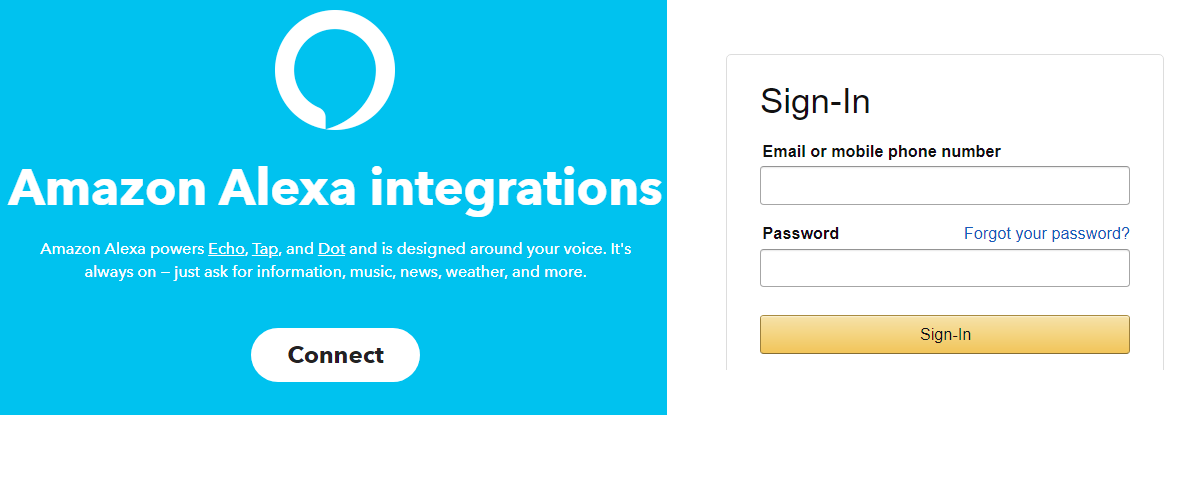 Amazon Alexa integrations
Amazon Alexa powers Echo, Tap, and Dot and is designed around your voice. It's
always on – just ask for information, music, news, weather, and more.
Connect
Sign-In
Email or mobile phone number
Password
Forgot your password?
Sign-In